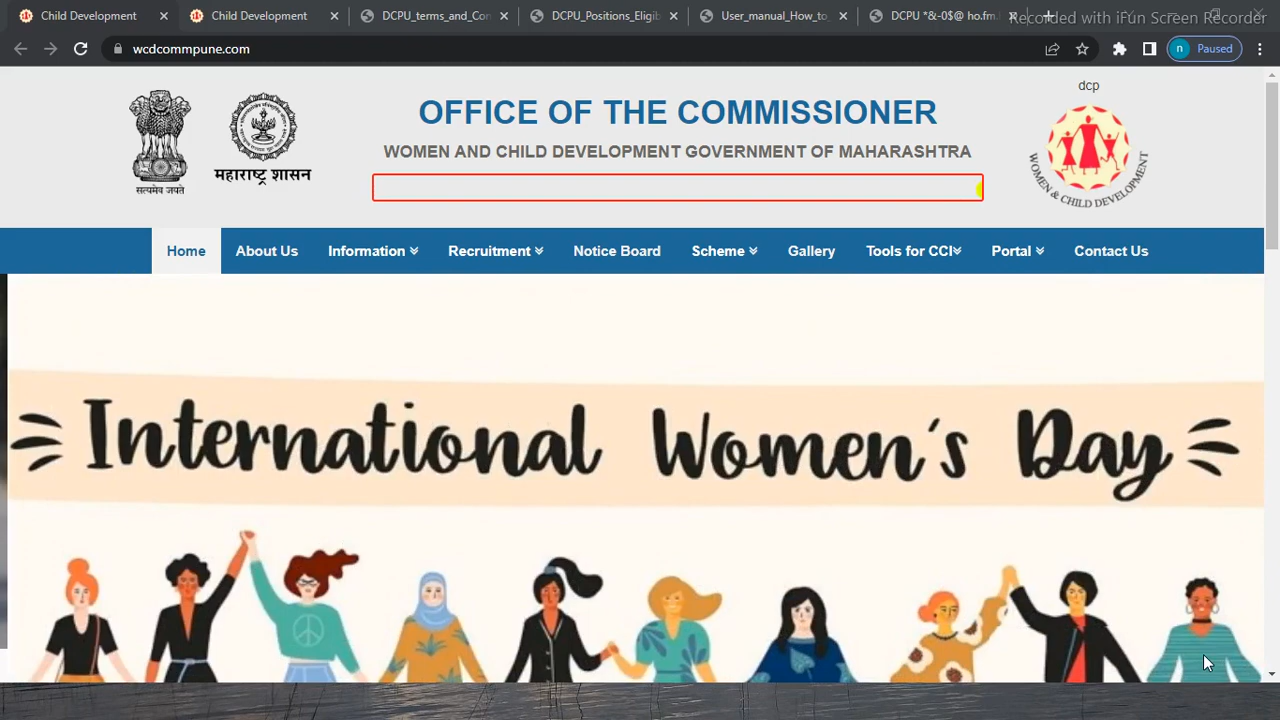 Child Development
Child Development
DCPU_terms_and_Con
DCPU_Positions_Eligib
User_manual_How_to_
DCPU *&-0$@ ho.fm.
Recorded with iFun Screen Recorder
wcdcommpune.com
n Paused
सत्यमेव जयते
महाराष्ट्र शासन
OFFICE OF THE COMMISSIONER
WOMEN AND CHILD DEVELOPMENT GOVERNMENT OF MAHARASHTRA
dcp
WOMEN & CHILD DEVELOPMENT
Home About Us Information Recruitment Notice Board Scheme Gallery Tools for CCI Portal Contact Us
International Women's Day